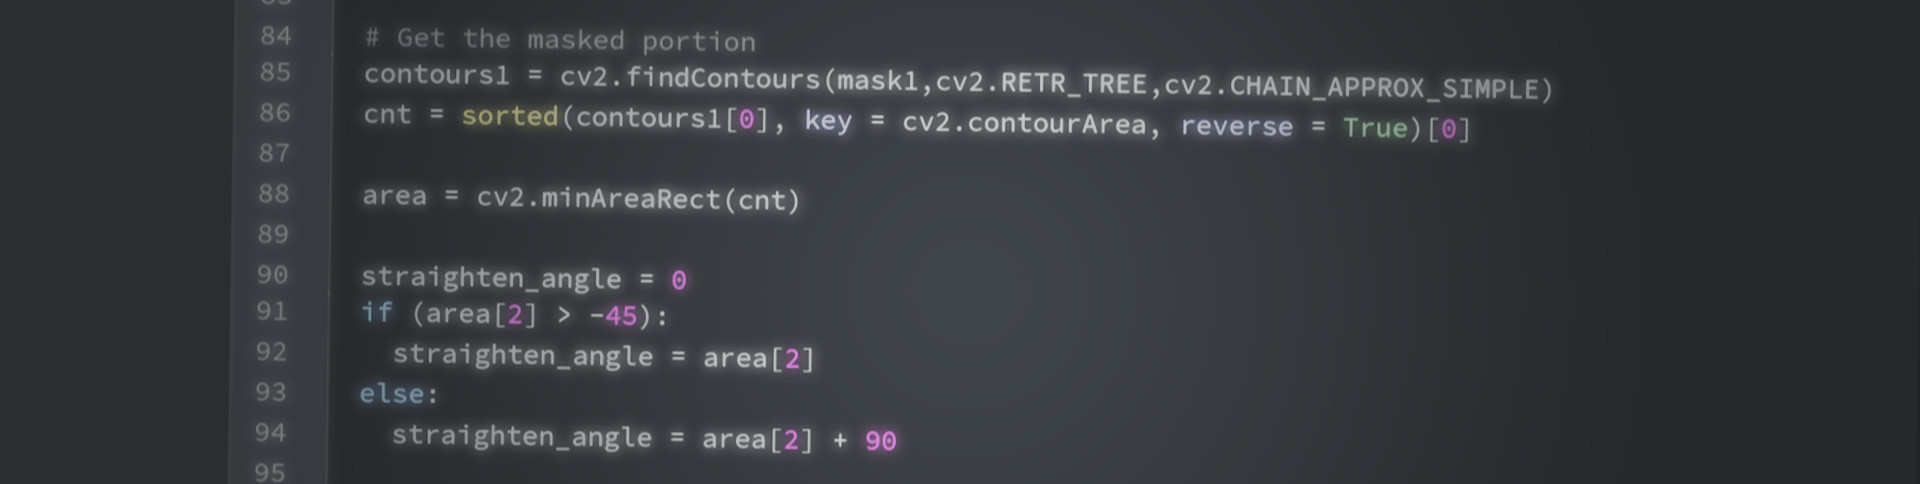 84 # Get the masked portion
85 contours1 = cv2.findContours(mask1,cv2.RETR_TREE,cv2.CHAIN_APPROX_SIMPLE)
86 cnt = sorted(contours1[0], key = cv2.contourArea, reverse = True)[0]
87
88 area = cv2.minAreaRect(cnt)
89
90 straighten_angle = 0
91 if (area[2] > -45):
92 straighten_angle = area[2]
93 else:
94 straighten_angle = area[2] + 90
95